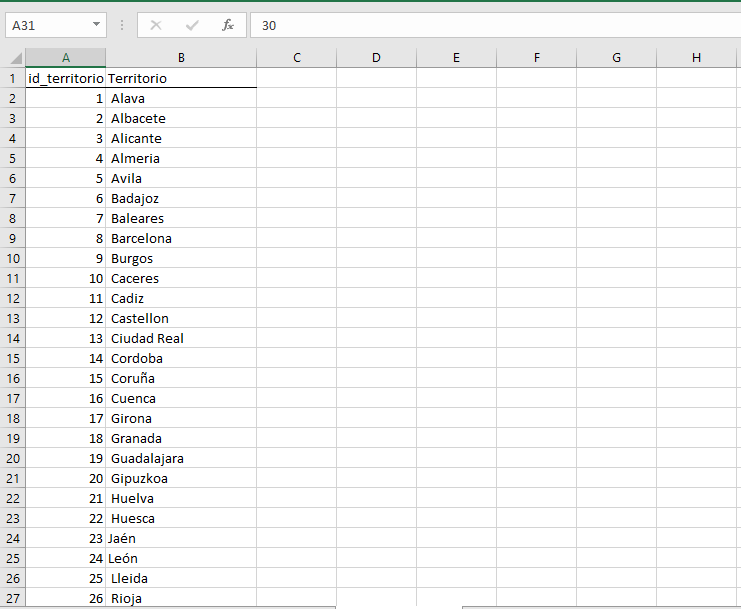 A31 fx 30
A B C D E F G H
1 id_territorio Territorio
2 1 Alava
3 2 Albacete
4 3 Alicante
5 4 Almeria
6 5 Avila
7 6 Badajoz
8 7 Baleares
9 8 Barcelona
10 9 Burgos
11 10 Caceres
12 11 Cadiz
13 12 Castellon
14 13 Ciudad Real
15 14 Cordoba
16 15 Coruña
17 16 Cuenca
18 17 Girona
19 18 Granada
20 19 Guadalajara
21 20 Gipuzkoa
22 21 Huelva
23 22 Huesca
24 23 Jaén
25 24 León
26 25 Lleida
27 26 Rioja